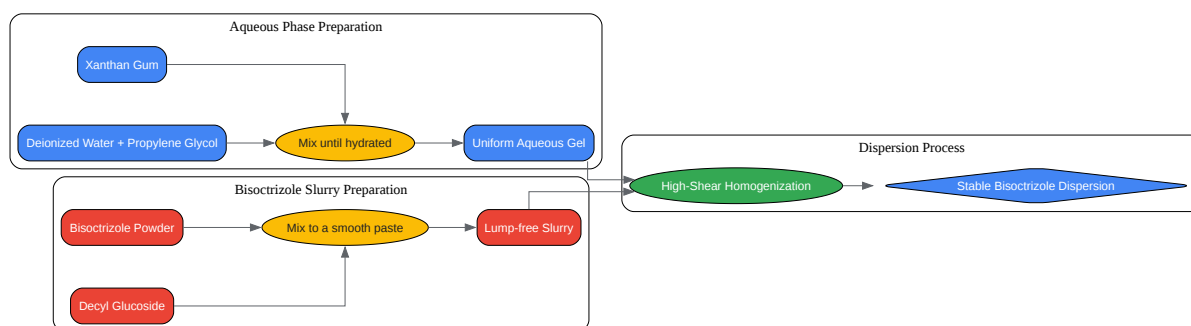 Aqueous Phase Preparation
Xanthan Gum
Deionized Water + Propylene Glycol
Mix until hydrated
Uniform Aqueous Gel
Bisoctrizole Slurry Preparation
Bisoctrizole Powder
Mix to a smooth paste
Lump-free Slurry
Decyl Glucoside
Dispersion Process
High-Shear Homogenization
Stable Bisoctrizole Dispersion